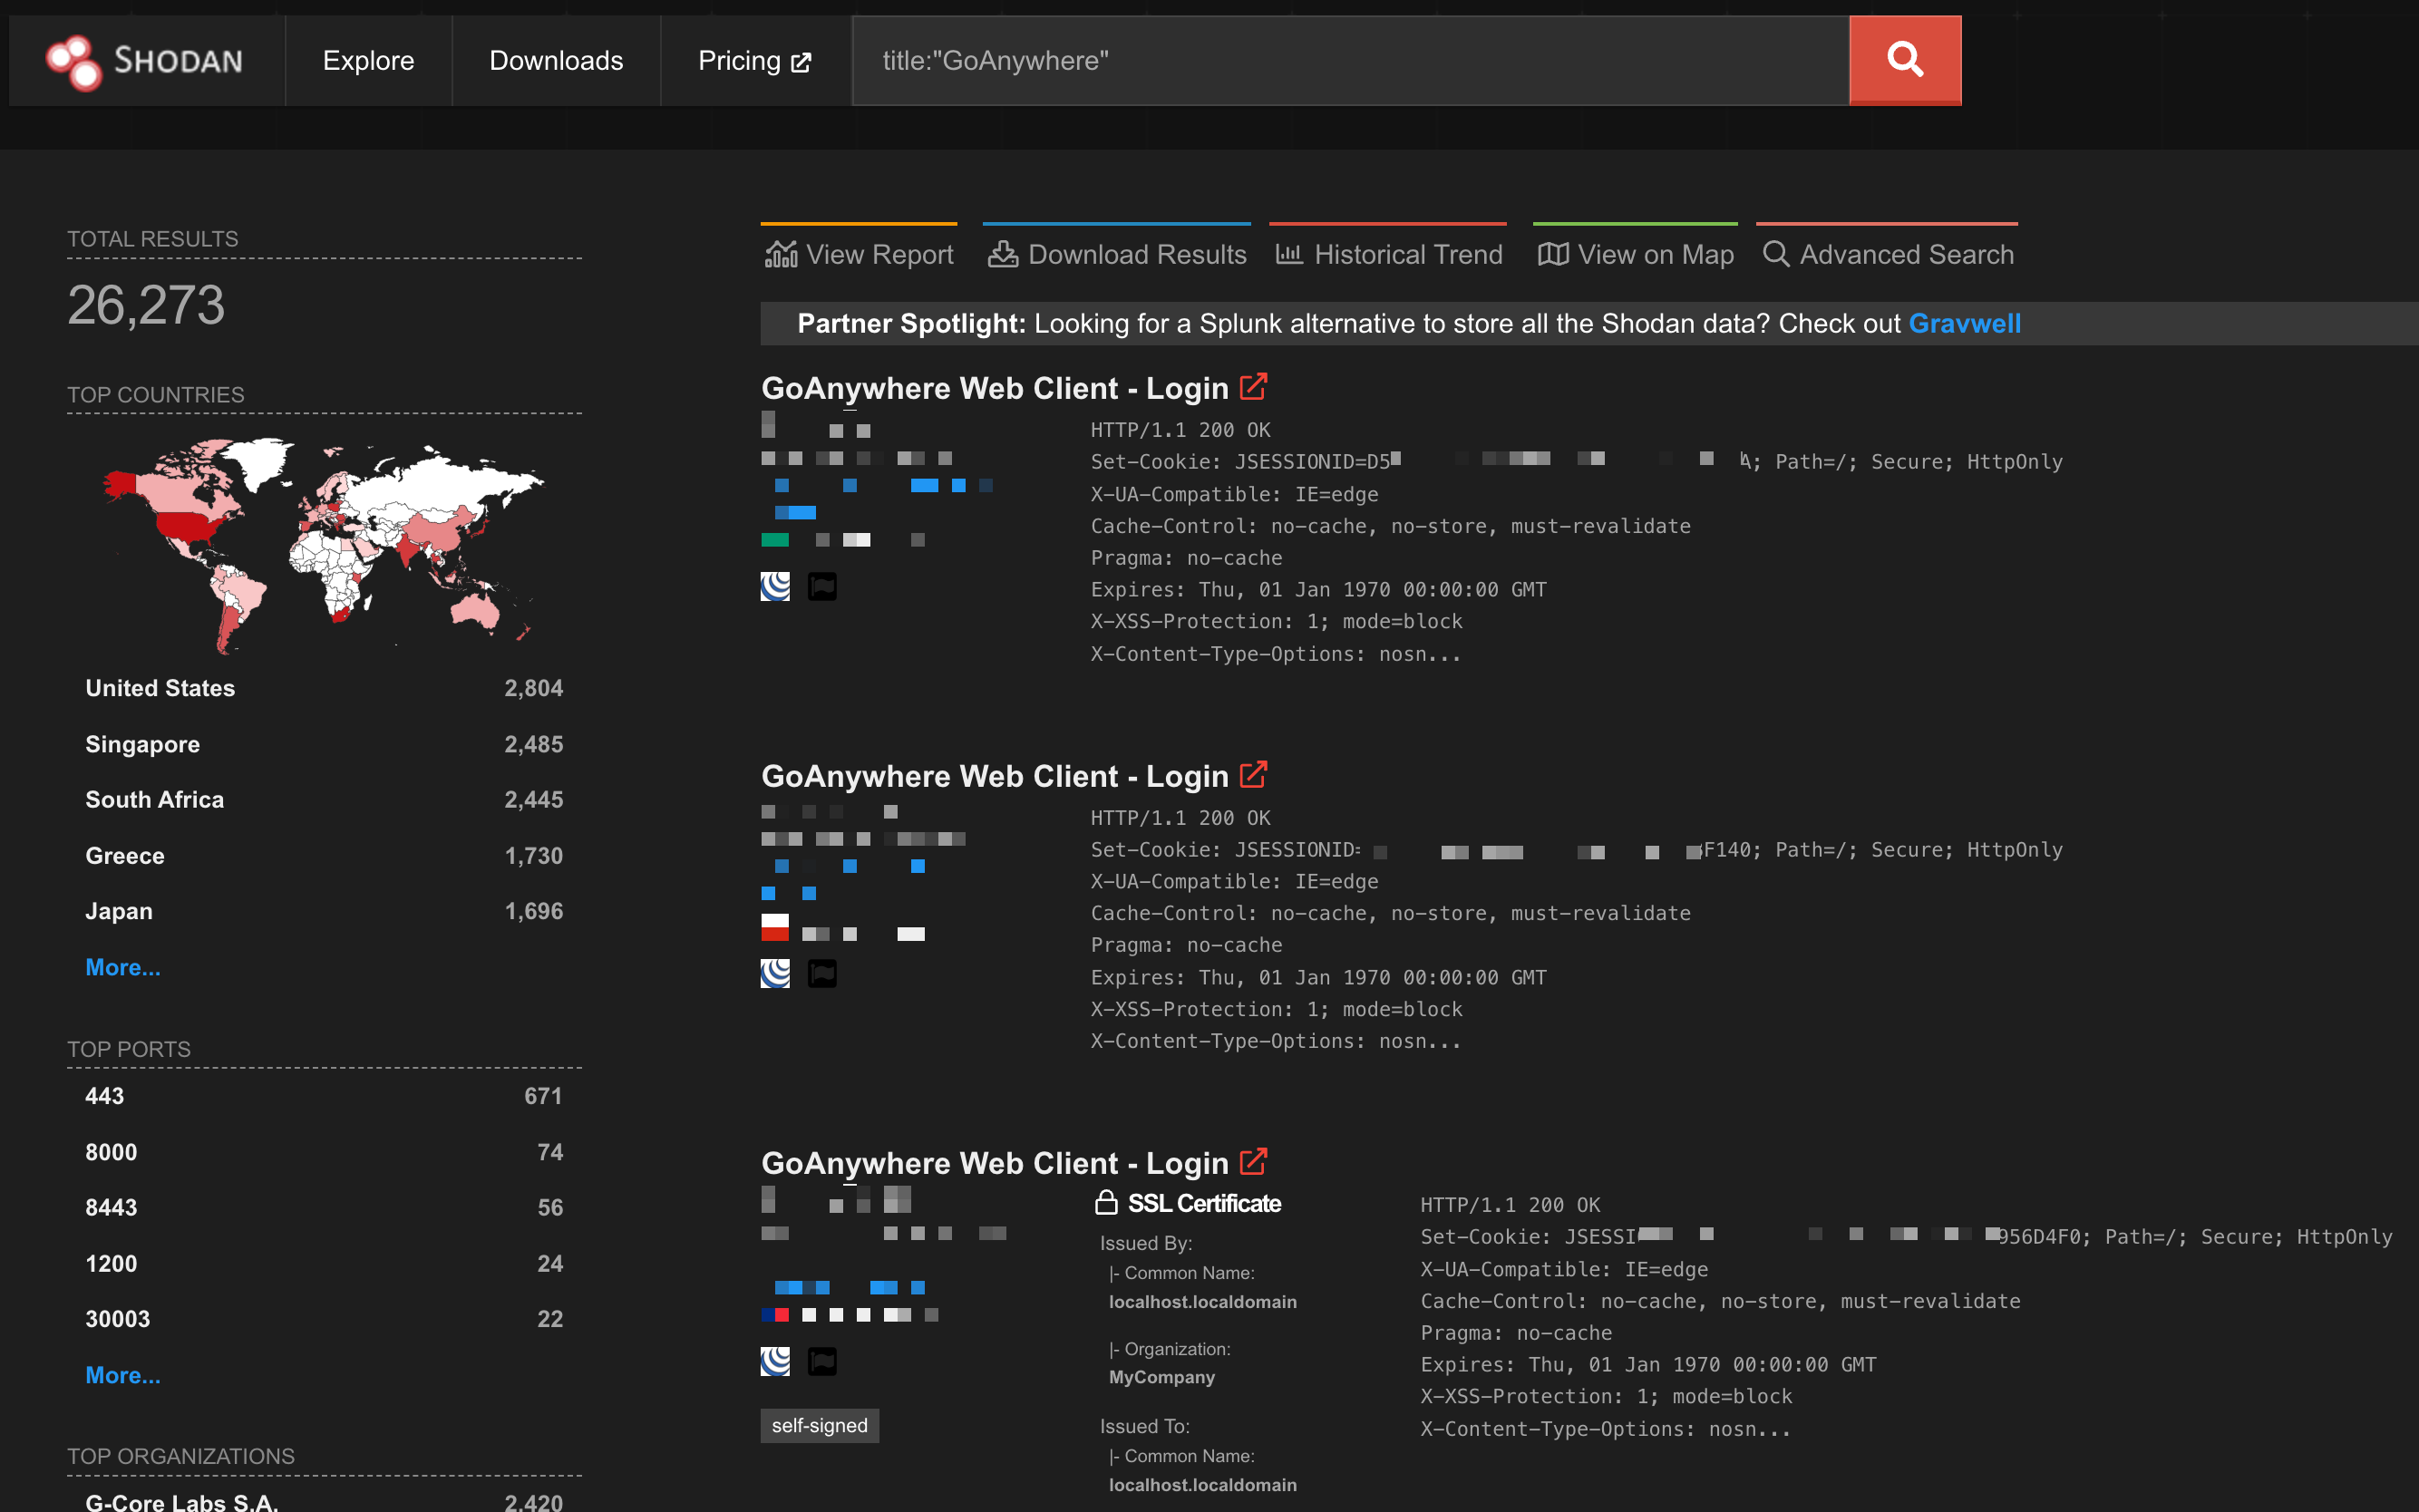 SHODAN
Explore
Downloads
Pricing
title:"GoAnywhere"
TOTAL RESULTS
26,273
TOP COUNTRIES
United States 2,804
Singapore 2,485
South Africa 2,445
Greece 1,730
Japan 1,696
More...
TOP PORTS
443 671
8000 74
8443 56
1200 24
30003 22
More...
TOP ORGANIZATIONS
G-Core Labs S.A. 2,420
View Report
Download Results
Historical Trend
View on Map
Advanced Search
Partner Spotlight: Looking for a Splunk alternative to store all the Shodan data? Check out Gravwell
GoAnywhere Web Client - Login
HTTP/1.1 200 OK
Set-Cookie: JSESSIONID=D5 A; Path=/; Secure; HttpOnly
X-UA-Compatible: IE=edge
Cache-Control: no-cache, no-store, must-revalidate
Pragma: no-cache
Expires: Thu, 01 Jan 1970 00:00:00 GMT
X-XSS-Protection: 1; mode=block
X-Content-Type-Options: nosn...
GoAnywhere Web Client - Login
HTTP/1.1 200 OK
Set-Cookie: JSESSIONID= F140; Path=/; Secure; HttpOnly
X-UA-Compatible: IE=edge
Cache-Control: no-cache, no-store, must-revalidate
Pragma: no-cache
Expires: Thu, 01 Jan 1970 00:00:00 GMT
X-XSS-Protection: 1; mode=block
X-Content-Type-Options: nosn...
GoAnywhere Web Client - Login
self-signed
SSL Certificate
Issued By:
|- Common Name:
localhost.localdomain
|- Organization:
MyCompany
Issued To:
|- Common Name:
localhost.localdomain
HTTP/1.1 200 OK
Set-Cookie: JSESSI 956D4F0; Path=/; Secure; HttpOnly
X-UA-Compatible: IE=edge
Cache-Control: no-cache, no-store, must-revalidate
Pragma: no-cache
Expires: Thu, 01 Jan 1970 00:00:00 GMT
X-XSS-Protection: 1; mode=block
X-Content-Type-Options: nosn...